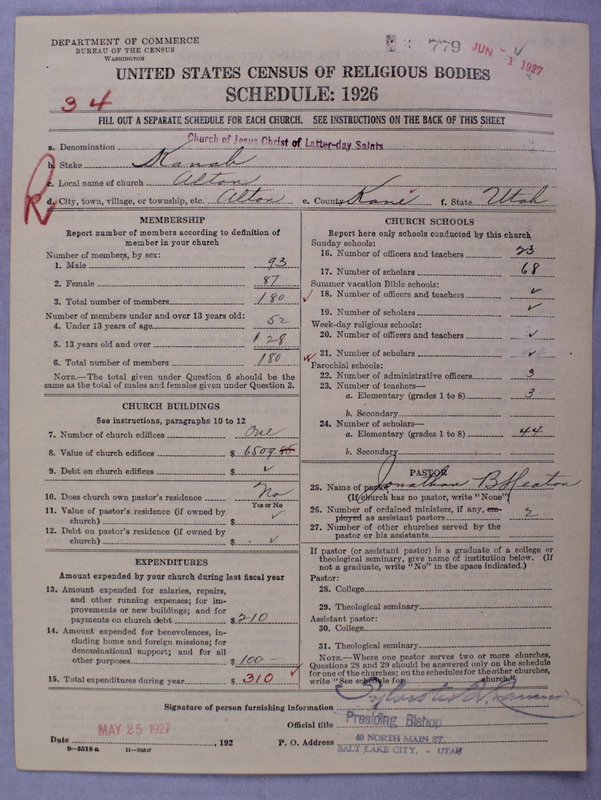 DEPARTMENT OF COMMERCE
BUREAU OF THE CENSUS
WASHINGTON
779
JUN 1 1927
UNITED STATES CENSUS OF RELIGIOUS BODIES
SCHEDULE: 1926
34
FILL OUT A SEPARATE SCHEDULE FOR EACH CHURCH. SEE INSTRUCTIONS ON THE BACK OF THIS SHEET
a. Denomination Church of Jesus Christ of Latter-day Saints
b. Stake Kanab
c. Local name of church Alton
R
d. City, town, village, or township, etc. Alton e. County Kane f. State Utah
MEMBERSHIP
Report number of members according to definition of
member in your church
Number of members, by sex:
1. Male 93
2. Female 87
3. Total number of members 180
Number of members under and over 13 years old:
4. Under 13 years of age 52
5. 13 years old and over 128
6. Total number of members 180
NOTE.—The total given under Question 6 should be the
same as the total of males and females given under Question 3.
CHURCH BUILDINGS
See instructions, paragraphs 10 to 12
7. Number of church edifices One
8. Value of church edifices $ 6509.45
9. Debt on church edifices $ ✓
10. Does church own pastor's residence No
Yes or No
11. Value of pastor's residence (if owned by
church) $ ✓
12. Debt on pastor's residence (if owned by
church) $ ✓
EXPENDITURES
Amount expended by your church during last fiscal year
13. Amount expended for salaries, repairs,
and other running expenses; for im-
provements or new buildings; and for
payments on church debt $ 210
14. Amount expended for benevolences, in-
cluding home and foreign missions; for
denominational support; and for all
other purposes $ 100 —
15. Total expenditures during year $ 310
CHURCH SCHOOLS
Report here only schools conducted by this church
Sunday schools:
16. Number of officers and teachers 23
17. Number of scholars 68
Summer vacation Bible schools:
18. Number of officers and teachers ✓
19. Number of scholars ✓
Week-day religious schools:
20. Number of officers and teachers ✓
21. Number of scholars ✓
Parochial schools:
22. Number of administrative officers 3
23. Number of teachers—
a. Elementary (grades 1 to 8) 3
b. Secondary
24. Number of scholars—
a. Elementary (grades 1 to 8) 44
b. Secondary
PASTOR
25. Name of pastor Jonathan B Heaton
(If church has no pastor, write "None")
26. Number of ordained ministers, if any, em-
ployed as assistant pastors 2
27. Number of other churches served by the
pastor or his assistants
If pastor (or assistant pastor) is a graduate of a college or
theological seminary, give name of institution below. (If
not a graduate, write "No" in the space indicated.)
Pastor:
28. College
29. Theological seminary
Assistant pastor:
30. College
31. Theological seminary
NOTE.—Where one pastor serves two or more churches,
Questions 28 and 29 should be answered only on the schedule
for one of the churches; on the schedules for the other churches,
write "See schedule for church"
Signature of person furnishing information Sylvester Q. Cannon
Official title Presiding Bishop
Date MAY 25 1927, 192 P. O. Address 40 NORTH MAIN ST.
SALT LAKE CITY, - UTAH
8—5518 a